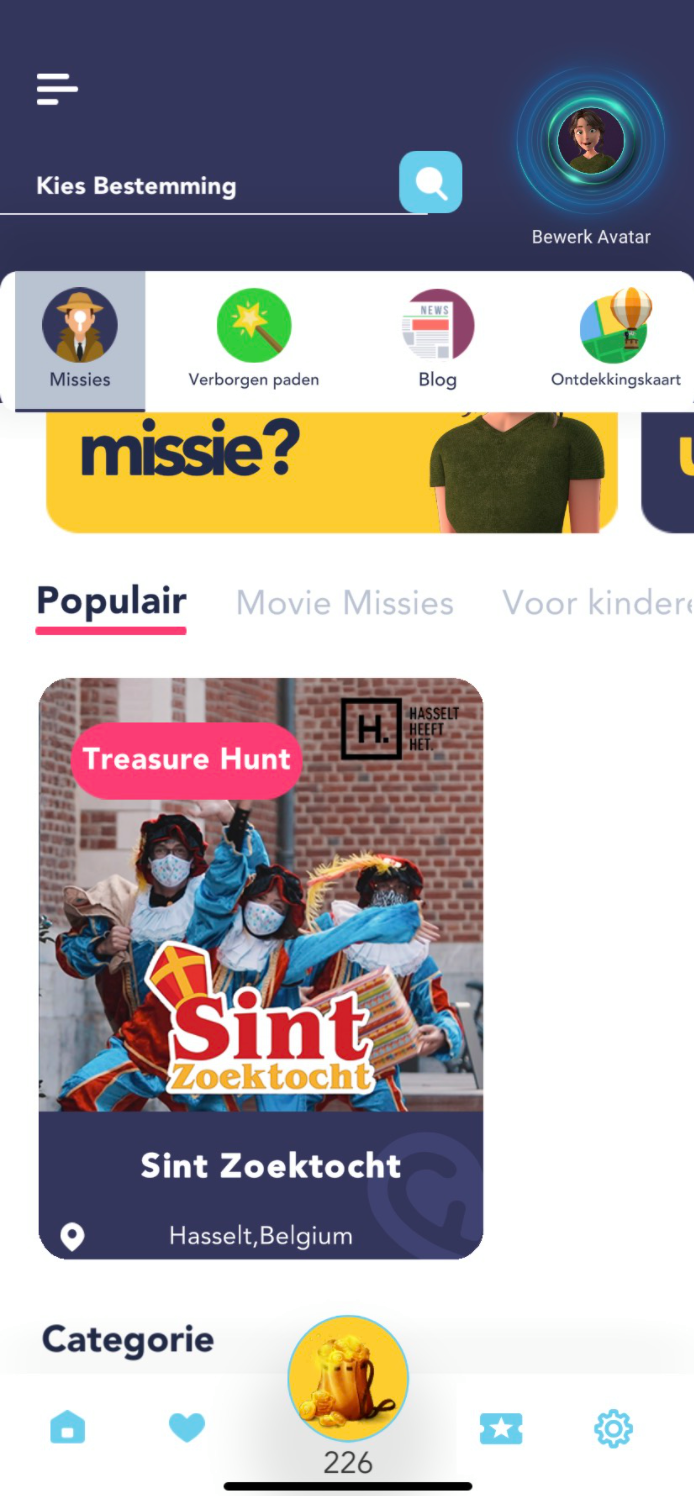 Kies Bestemming
Bewerk Avatar
NEWS
Missies
Verborgen paden
Blog
Ontdekkingskaart
missie?
Populair
Movie Missies
Voor kindere
Treasure Hunt
H.
HASSELT
HEEFT
HET.
Sint
Zoektocht
Sint Zoektocht
Hasselt,Belgium
Categorie
226